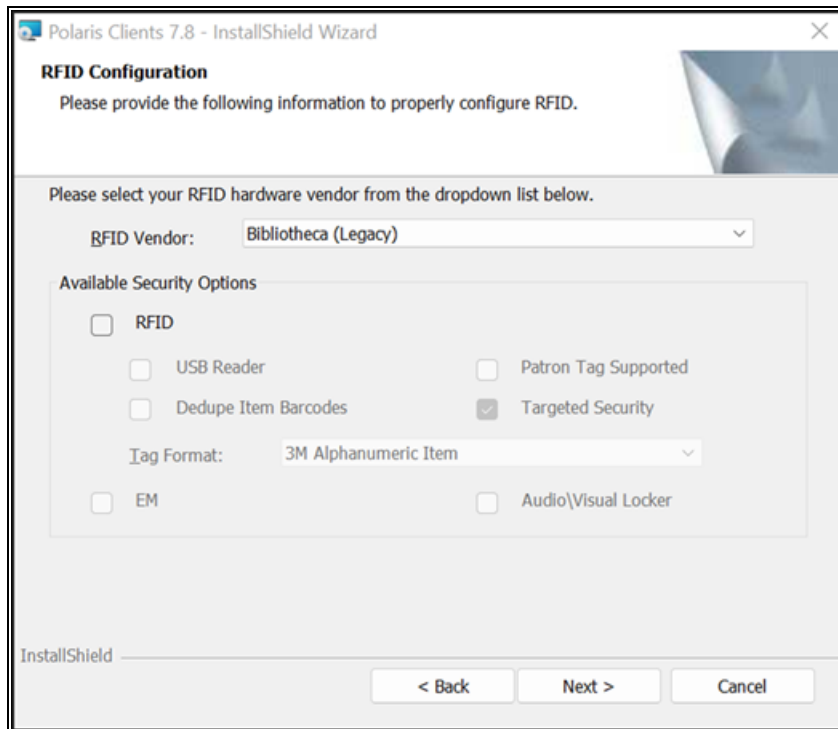 Polaris Clients 7.8 - InstallShield Wizard
RFID Configuration
Please provide the following information to properly configure RFID.
Please select your RFID hardware vendor from the dropdown list below.
RFID Vendor: Bibliotheca (Legacy)
Available Security Options
RFID
USB Reader Patron Tag Supported
Dedupe Item Barcodes Targeted Security
Tag Format: 3M Alphanumeric Item
EM Audio\Visual Locker
InstallShield
< Back Next > Cancel